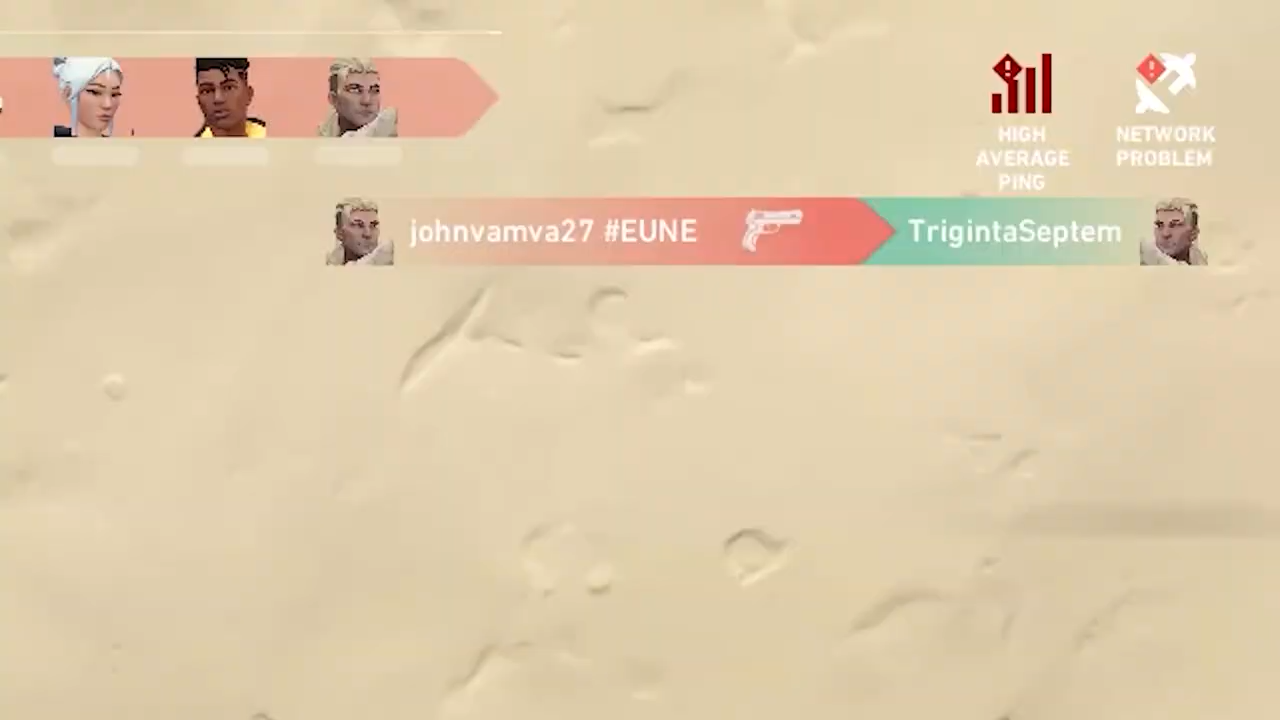 HIGH
AVERAGE
PING
NETWORK
PROBLEM
johnvamva27 #EUNE
TrigintaSeptem